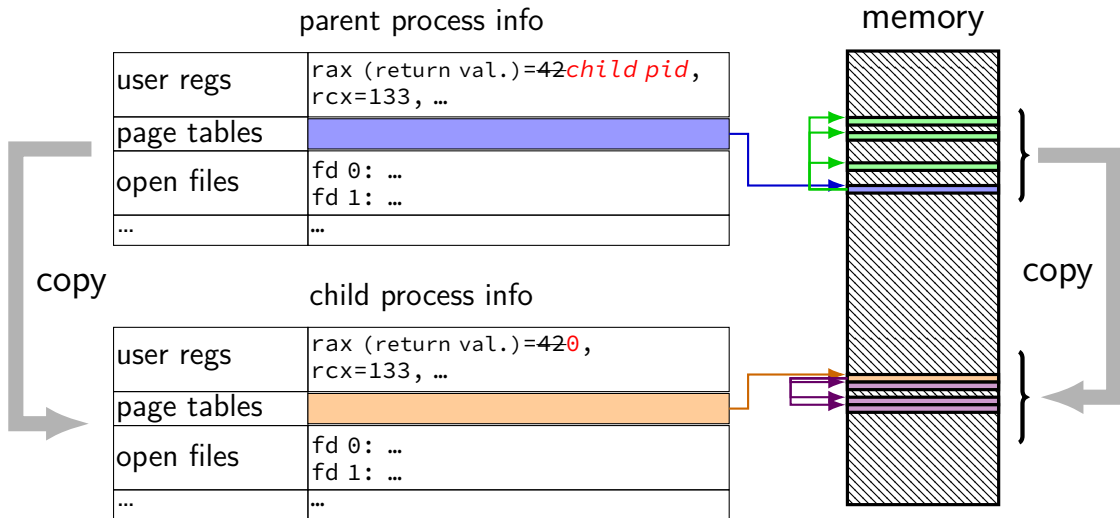 parent process info
memory
user regs
rax (return val.)=42child pid,
rcx=133, …
page tables
open files
fd 0: …
fd 1: …
…
…
copy
copy
child process info
user regs
rax (return val.)=420,
rcx=133, …
page tables
open files
fd 0: …
fd 1: …
…
…